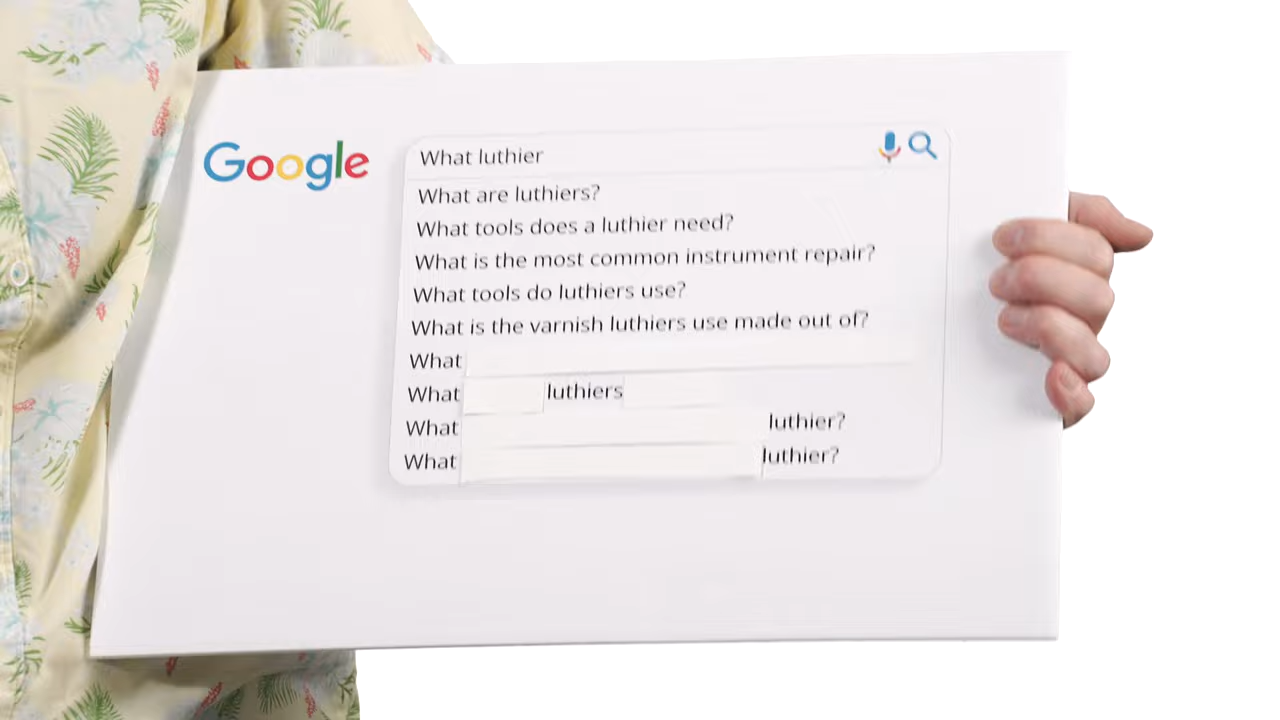 Google
What luthier
What are luthiers?
What tools does a luthier need?
What is the most common instrument repair?
What tools do luthiers use?
What is the varnish luthiers use made out of?
What
What luthiers
What luthier?
What luthier?